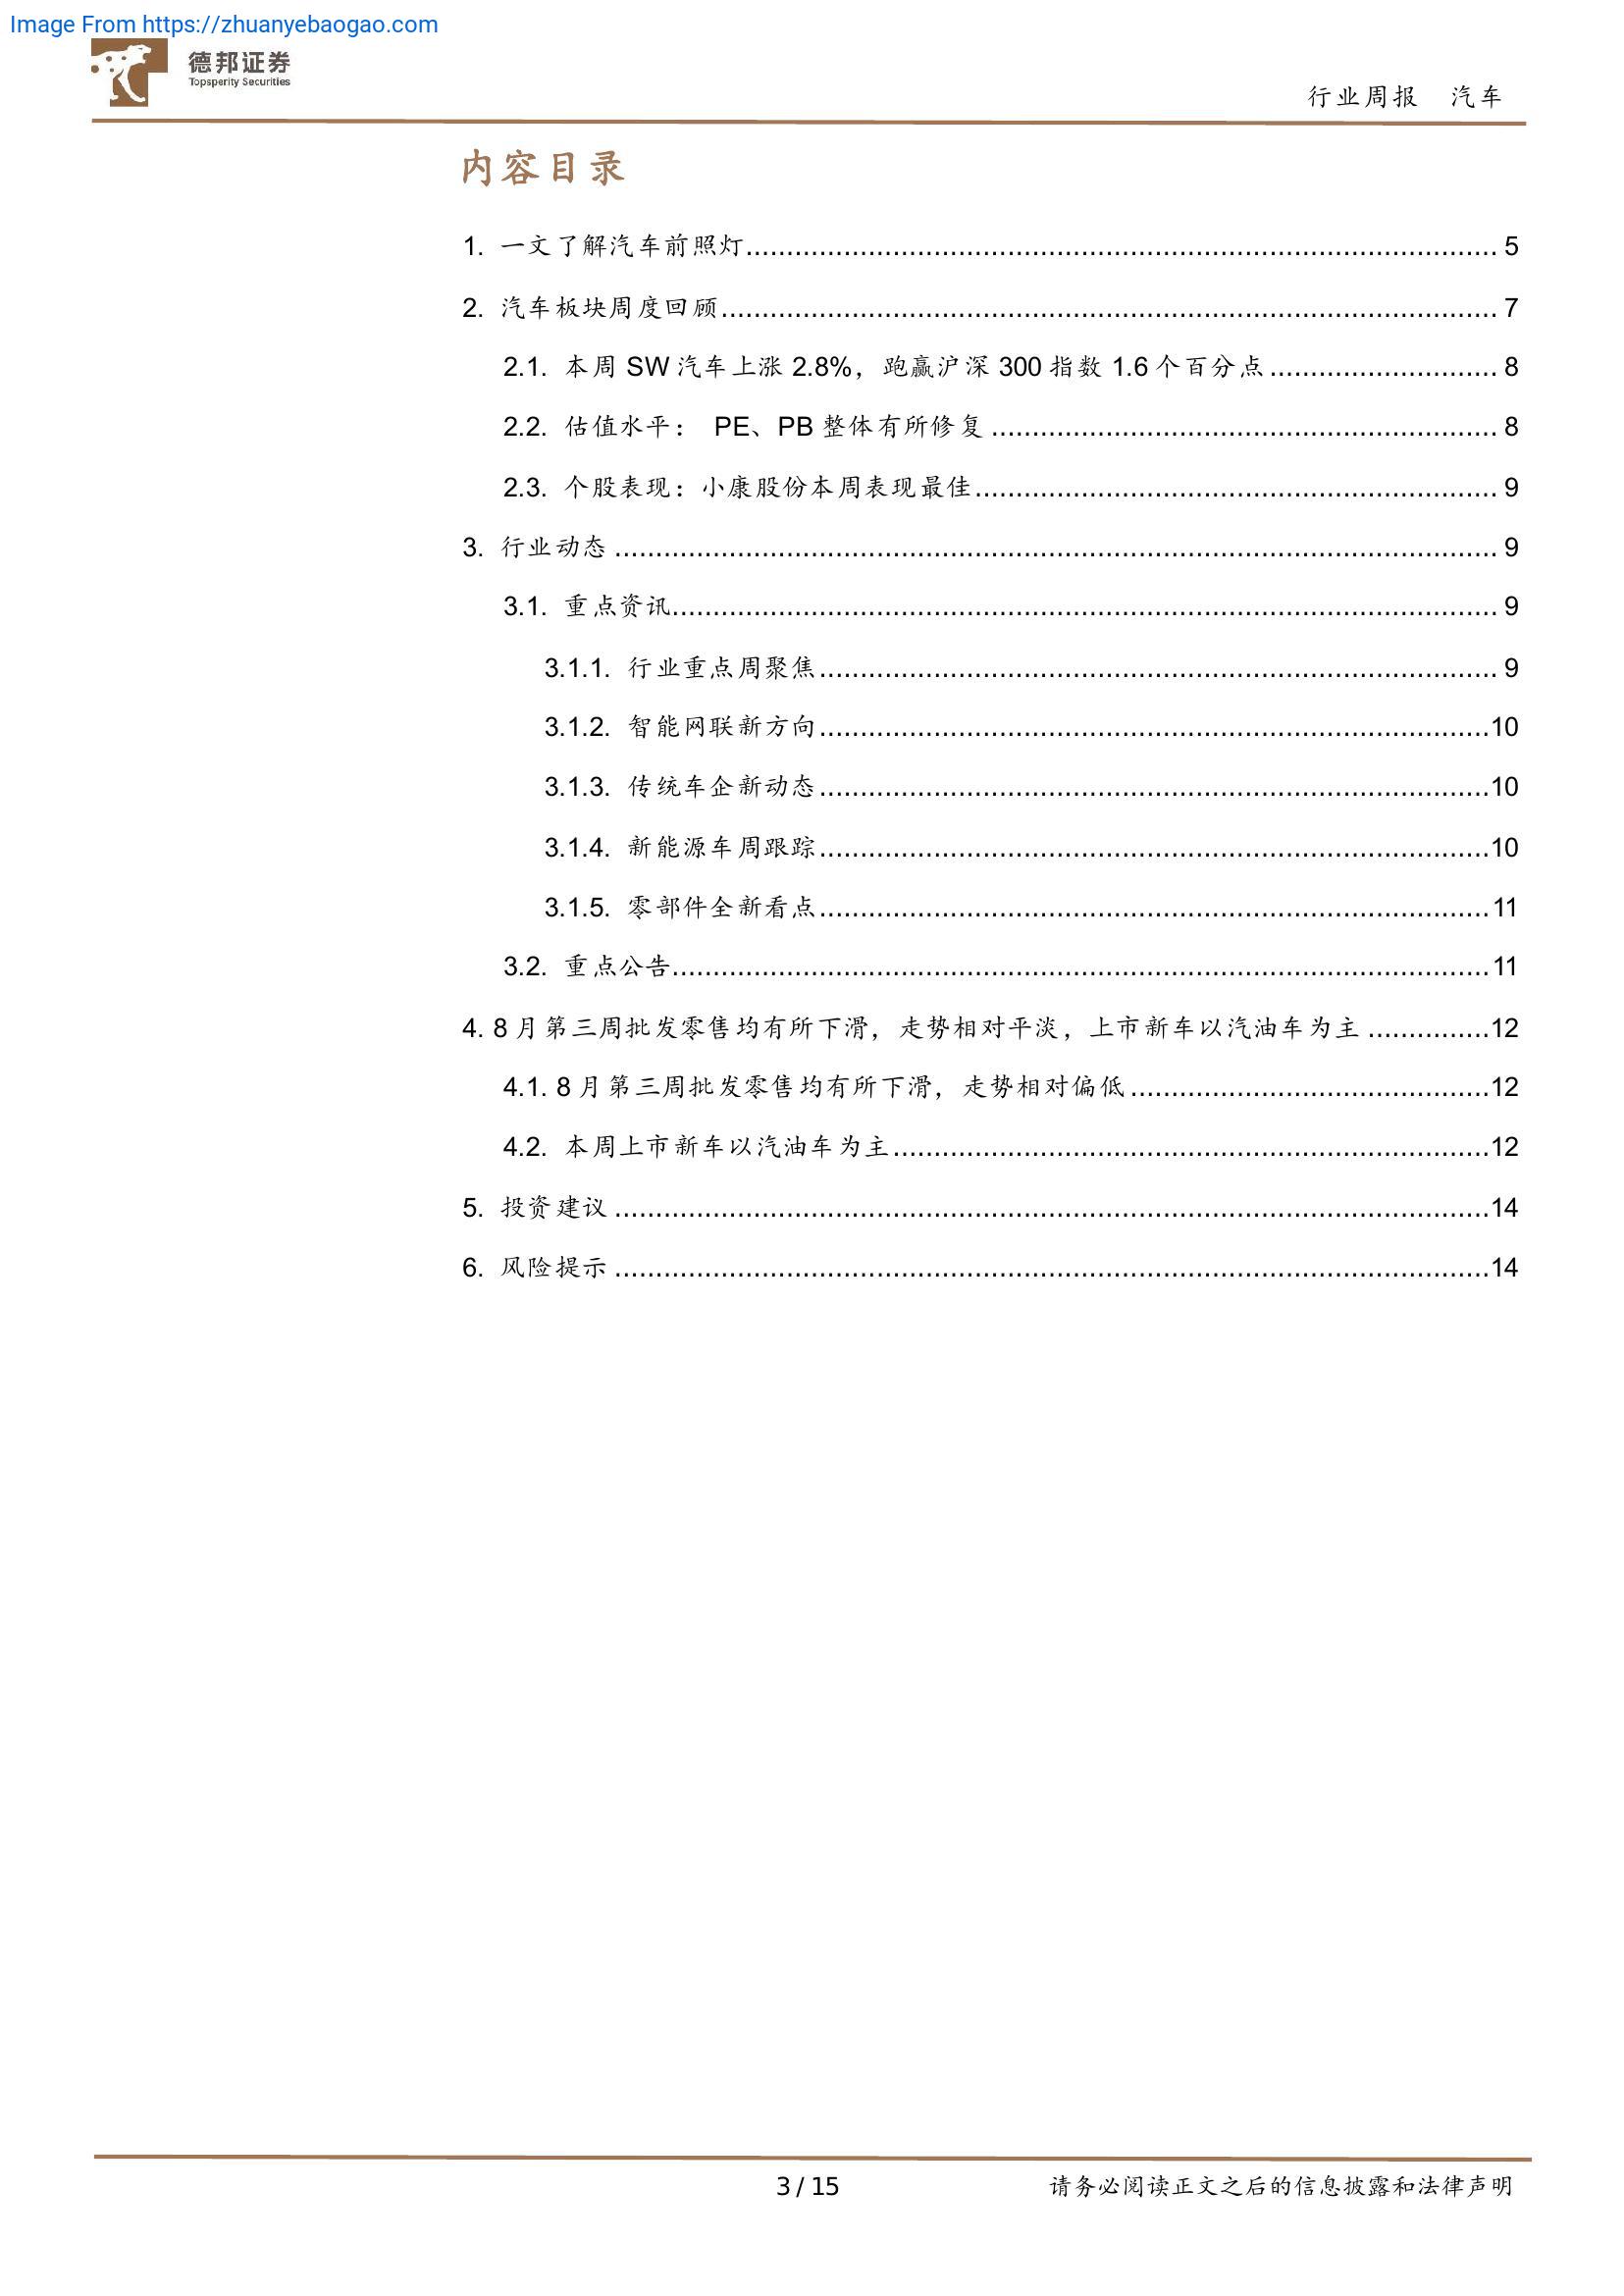 Image From https://zhuanyebaogao.com
德邦证券
Topsperity Securities
行业周报 汽车
内容目录
1. 一文了解汽车前照灯 5
2. 汽车板块周度回顾 7
2.1. 本周 SW 汽车上涨 2.8%，跑赢沪深 300 指数 1.6 个百分点 8
2.2. 估值水平： PE、PB 整体有所修复 8
2.3. 个股表现：小康股份本周表现最佳 9
3. 行业动态 9
3.1. 重点资讯 9
3.1.1. 行业重点周聚焦 9
3.1.2. 智能网联新方向 10
3.1.3. 传统车企新动态 10
3.1.4. 新能源车周跟踪 10
3.1.5. 零部件全新看点 11
3.2. 重点公告 11
4. 8 月第三周批发零售均有所下滑，走势相对平淡，上市新车以汽油车为主 12
4.1. 8 月第三周批发零售均有所下滑，走势相对偏低 12
4.2. 本周上市新车以汽油车为主 12
5. 投资建议 14
6. 风险提示 14
3 / 15
请务必阅读正文之后的信息披露和法律声明